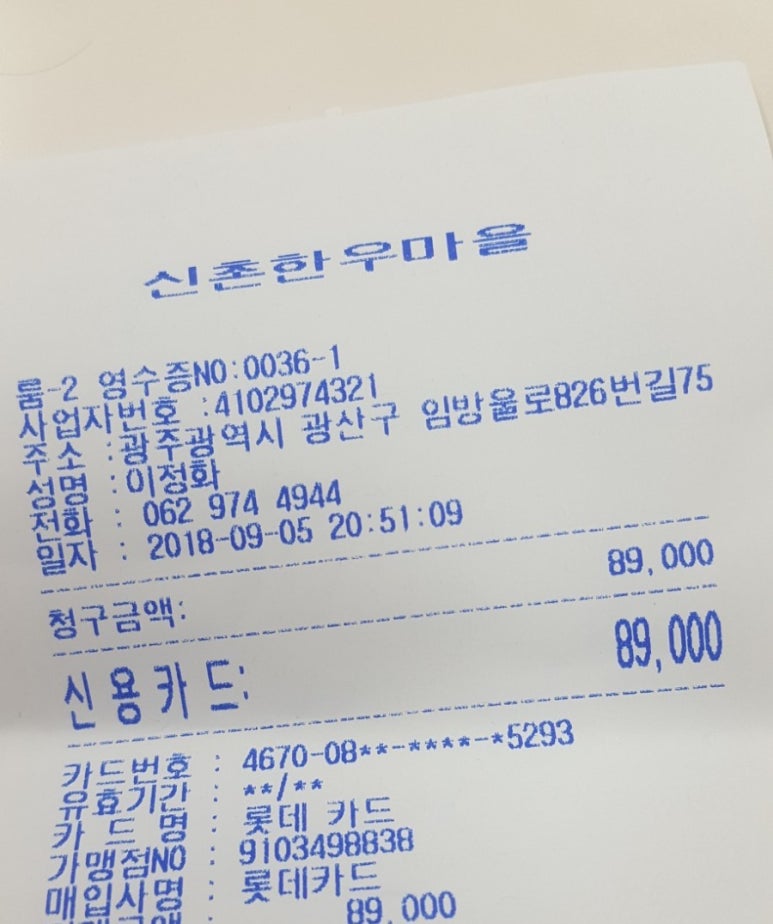 신촌한우마을
룸-2 영수증NO:0036-1
사업자번호 :4102974321
주소 :광주광역시 광산구 임방울로826번길75
성명 :이정화
전화 : 062 974 4944
일자 : 2018-09-05 20:51:09
89,000
청구금액:
신용카드: 89,000
카드번호 : 4670-08**-****-*5293
유효기간 : **/**
카 드 명 : 롯데 카드
가맹점NO : 9103498838
매입사명 : 롯데카드
89,000